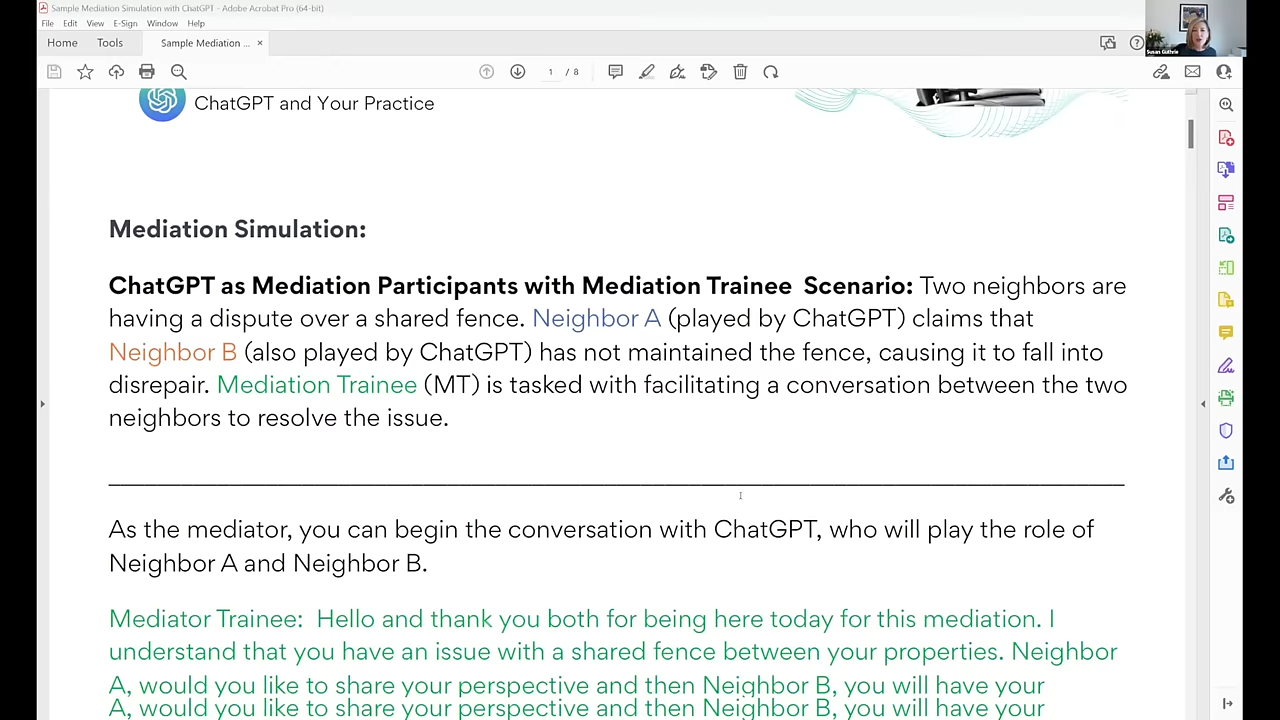 Sample Mediation Simulation with ChatGPT - Adobe Acrobat Pro (64-bit)
File Edit View E-Sign Window Help
Home Tools Sample Mediation ... ×
1 / 8
Susan Guthrie
ChatGPT and Your Practice
Mediation Simulation:
ChatGPT as Mediation Participants with Mediation Trainee Scenario: Two neighbors are
having a dispute over a shared fence. Neighbor A (played by ChatGPT) claims that
Neighbor B (also played by ChatGPT) has not maintained the fence, causing it to fall into
disrepair. Mediation Trainee (MT) is tasked with facilitating a conversation between the two
neighbors to resolve the issue.
As the mediator, you can begin the conversation with ChatGPT, who will play the role of
Neighbor A and Neighbor B.
Mediator Trainee: Hello and thank you both for being here today for this mediation. I
understand that you have an issue with a shared fence between your properties. Neighbor
A, would you like to share your perspective and then Neighbor B, you will have your
A, would you like to share your perspective and then Neighbor B, you will have your